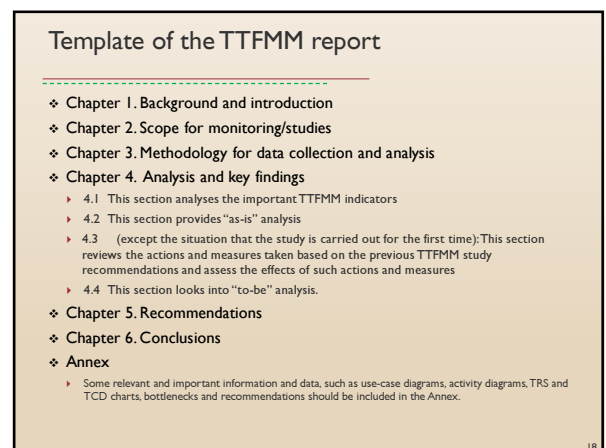 Template of the TTFMM report
❖ Chapter 1. Background and introduction
❖ Chapter 2. Scope for monitoring/studies
❖ Chapter 3. Methodology for data collection and analysis
❖ Chapter 4. Analysis and key findings
4.1 This section analyses the important TTFMM indicators
4.2 This section provides “as-is” analysis
4.3 (except the situation that the study is carried out for the first time): This section
reviews the actions and measures taken based on the previous TTFMM study
recommendations and assess the effects of such actions and measures
4.4 This section looks into “to-be” analysis.
❖ Chapter 5. Recommendations
❖ Chapter 6. Conclusions
❖ Annex
Some relevant and important information and data, such as use-case diagrams, activity diagrams, TRS and
TCD charts, bottlenecks and recommendations should be included in the Annex.
18